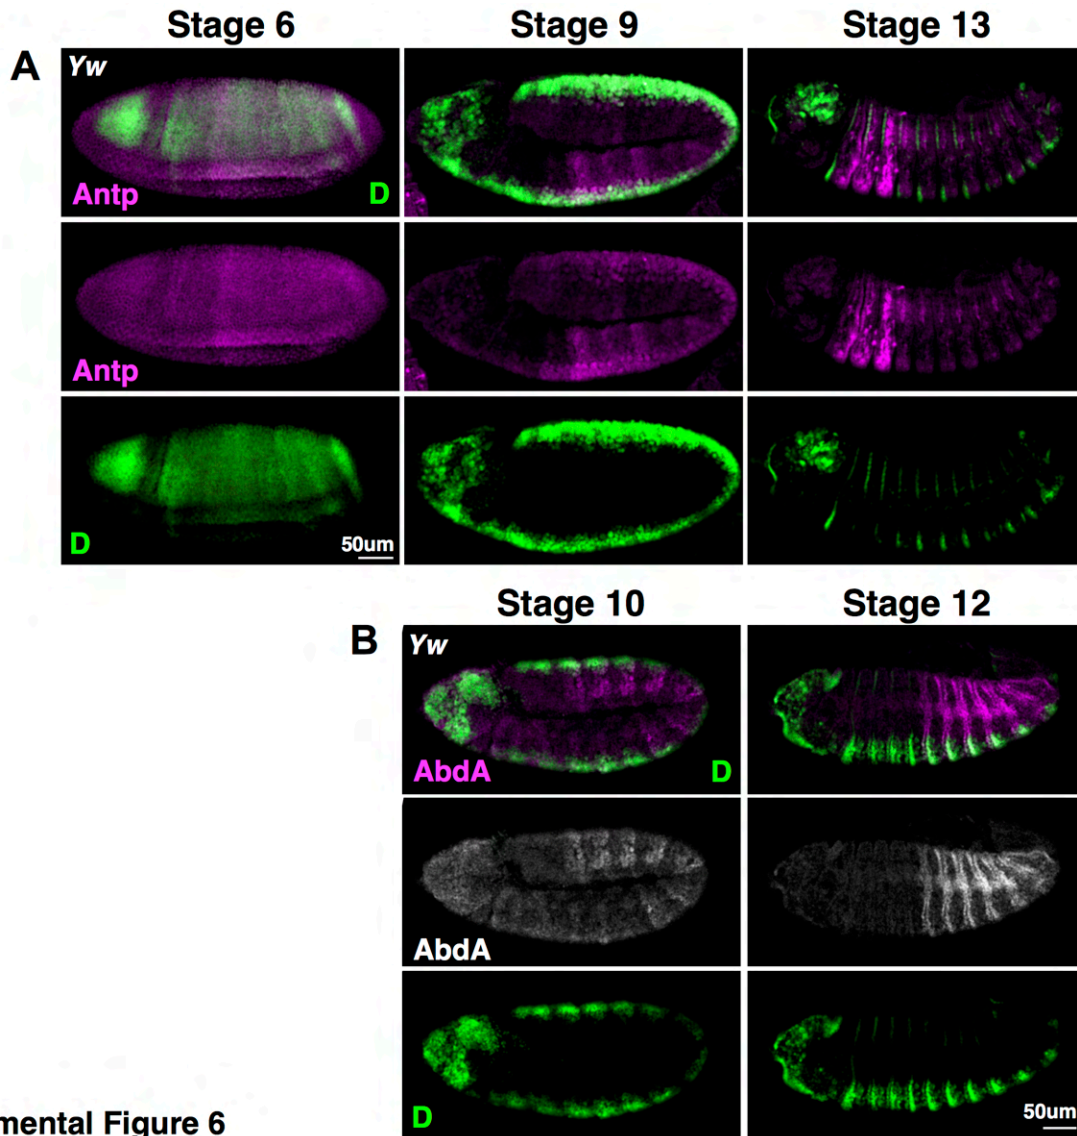 Stage 6 Stage 9 Stage 13
A
Yw
Antp D
Antp
D 50um
Stage 10 Stage 12
B
Yw
AbdA D
AbdA
D 50um
mental Figure 6